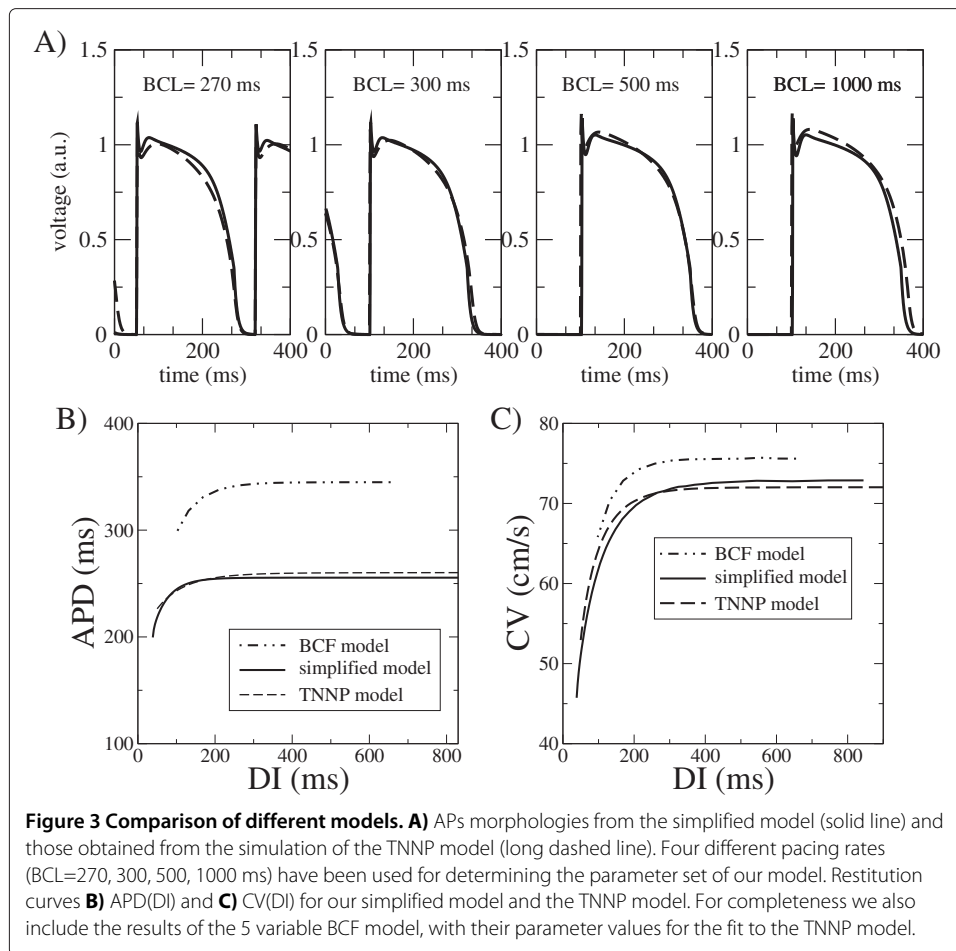 A)
1.5
1
0.5
0
voltage (a.u.)
BCL= 270 ms
0 200 400
time (ms)
1.5
1
0.5
0
BCL= 300 ms
0 200 400
time (ms)
1.5
1
0.5
0
BCL= 500 ms
0 200 400
time (ms)
1.5
1
0.5
0
BCL= 1000 ms
0 200 400
time (ms)
B)
400
300
200
100
APD (ms)
BCF model
simplified model
TNNP model
0 200 400 600 800
DI (ms)
C)
80
70
60
50
40
CV (cm/s)
BCF model
simplified model
TNNP model
0 200 400 600 800
DI (ms)
Figure 3 Comparison of different models. A) APs morphologies from the simplified model (solid line) and
those obtained from the simulation of the TNNP model (long dashed line). Four different pacing rates
(BCL=270, 300, 500, 1000 ms) have been used for determining the parameter set of our model. Restitution
curves B) APD(DI) and C) CV(DI) for our simplified model and the TNNP model. For completeness we also
include the results of the 5 variable BCF model, with their parameter values for the fit to the TNNP model.